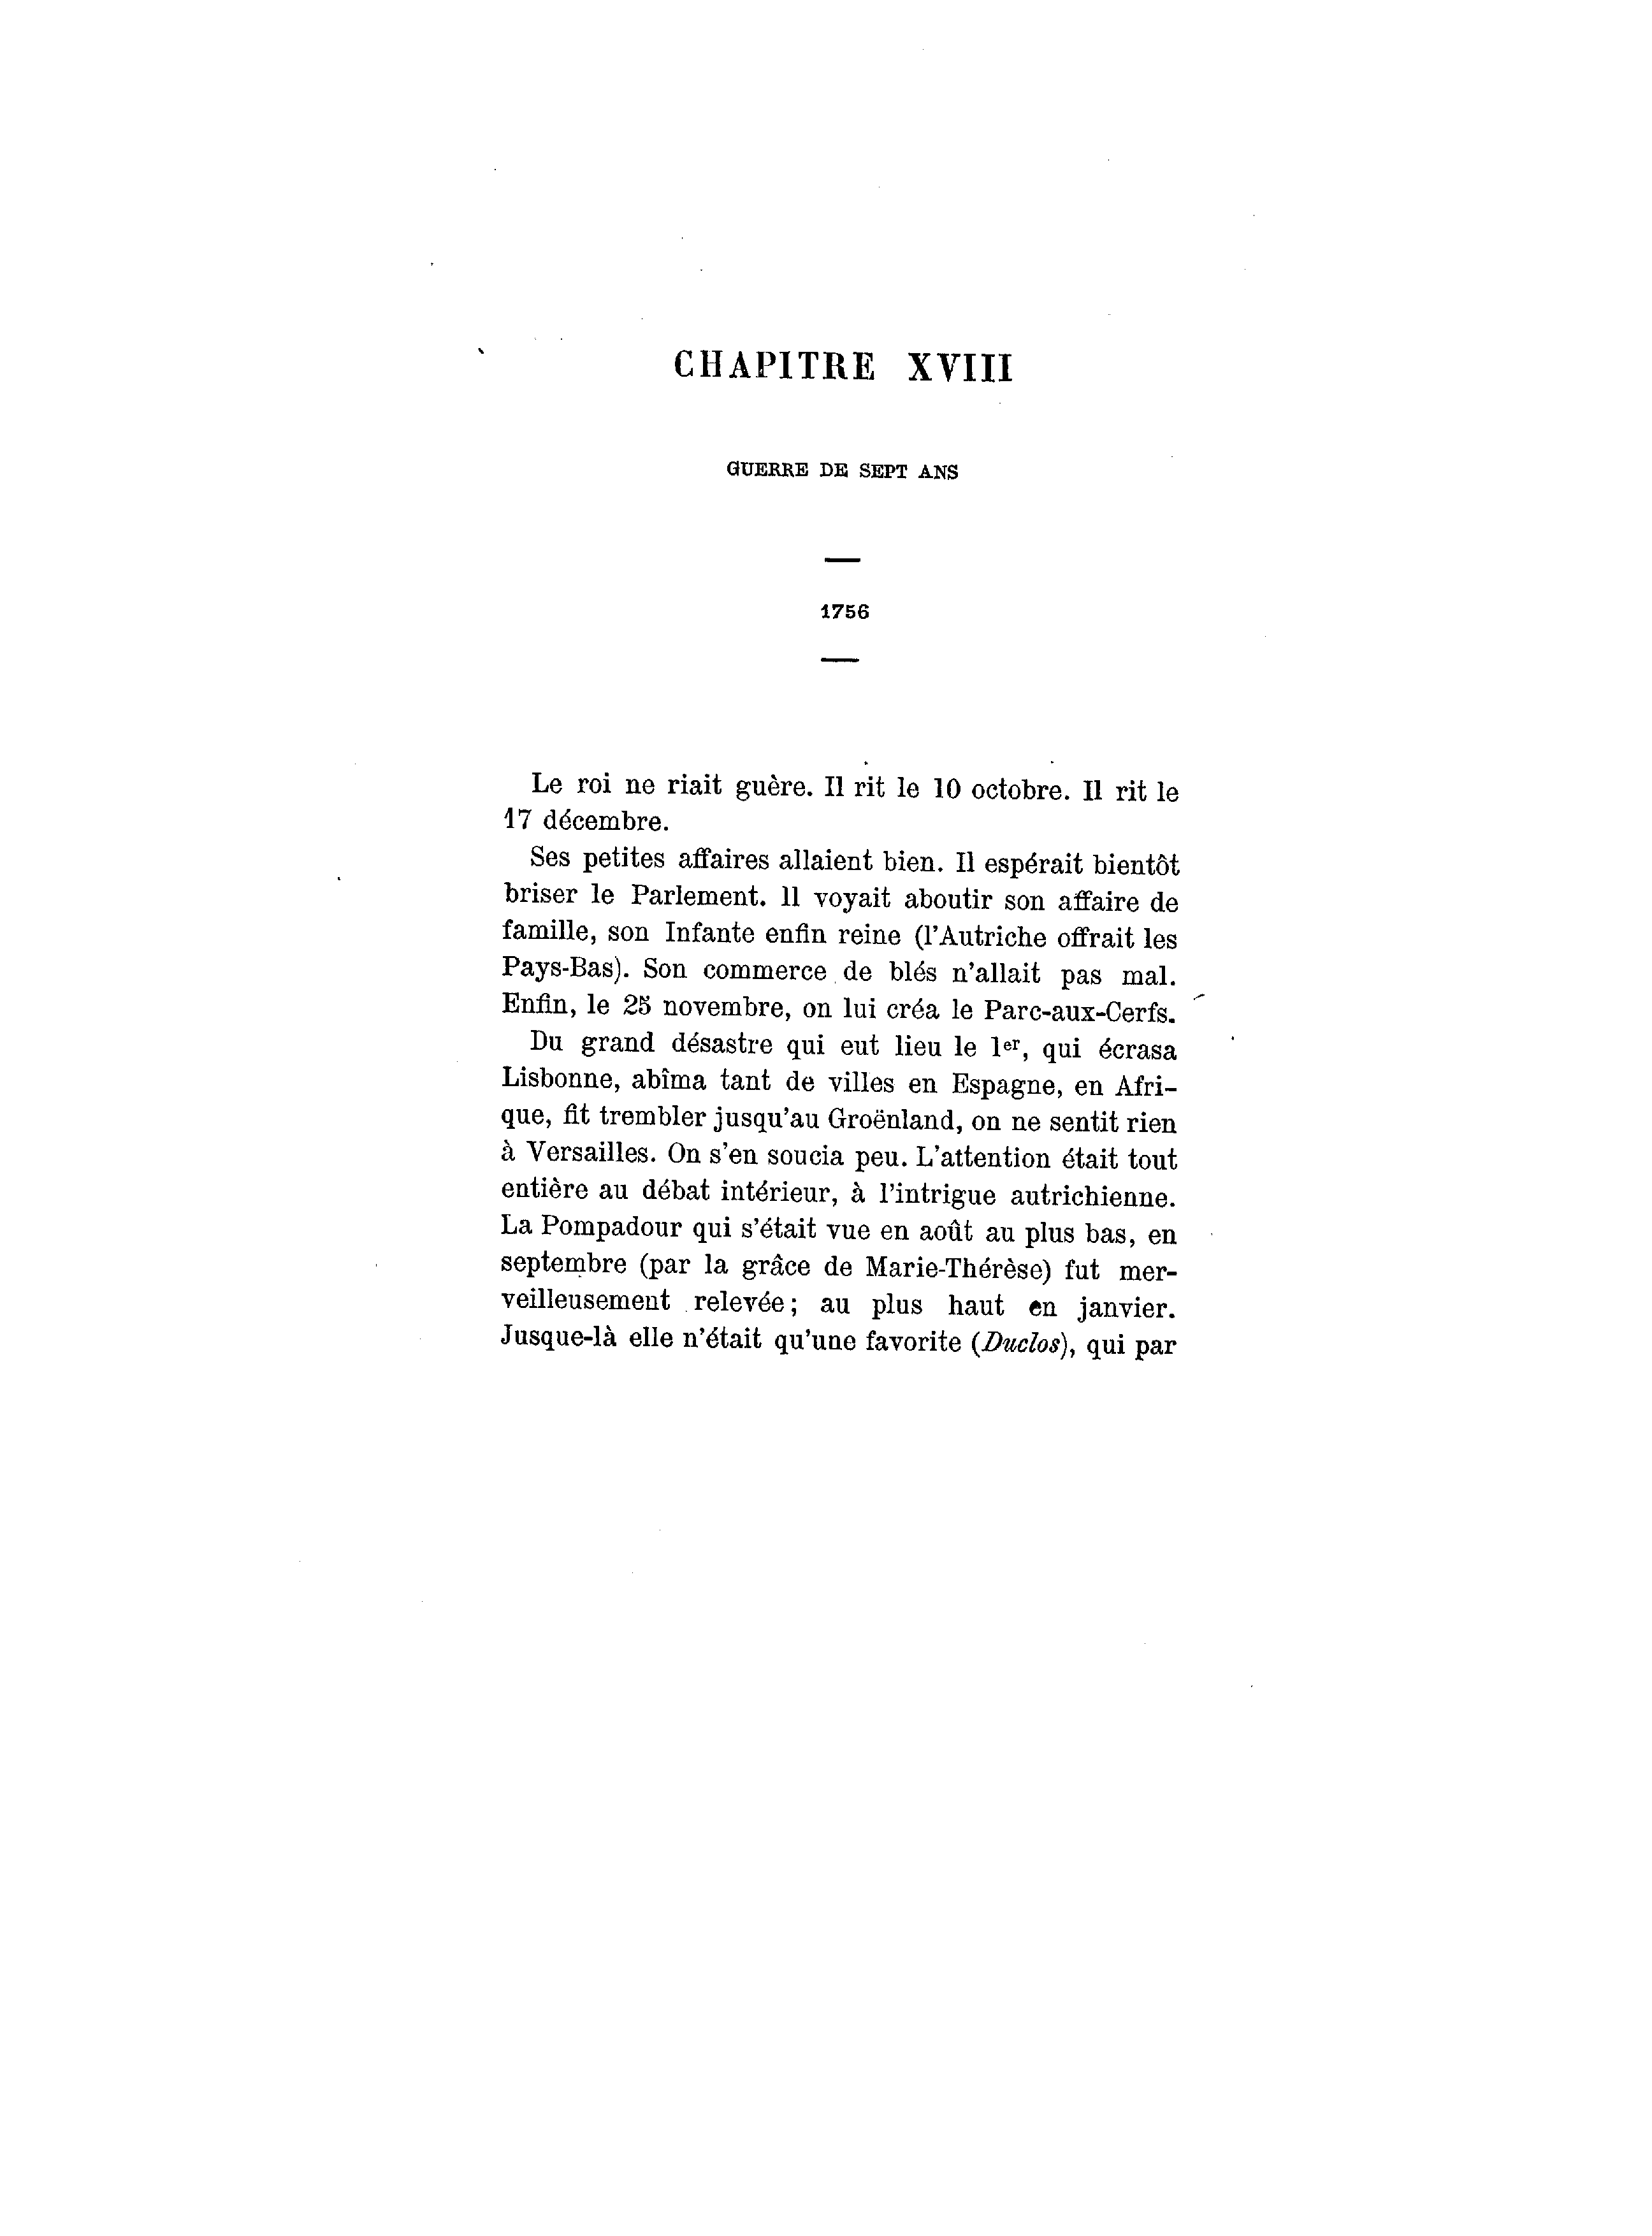 CHAPITRE XVIII
GUERRE DE SEPT ANS
1756
Le roi ne riait guère. Il rit le 10 octobre. Il rit le
17 décembre.
Ses petites affaires allaient bien. Il espérait bientôt
briser le Parlement. Il voyait aboutir son affaire de
famille, son Infante enfin reine (l'Autriche offrait les
Pays-Bas). Son commerce de blés n'allait pas mal.
Enfin, le 25 novembre, on lui créa le Parc-aux-Cerfs.
Du grand désastre qui eut lieu le 1er, qui écrasa
Lisbonne, abîma tant de villes en Espagne, en Afri-
que, fit trembler jusqu'au Groënland, on ne sentit rien
à Versailles. On s'en soucia peu. L'attention était tout
entière au débat intérieur, à l'intrigue autrichienne.
La Pompadour qui s'était vue en août au plus bas, en
septembre (par la grâce de Marie-Thérèse) fut mer-
veilleusement relevée; au plus haut en janvier.
Jusque-là elle n'était qu'une favorite (Duclos), qui par